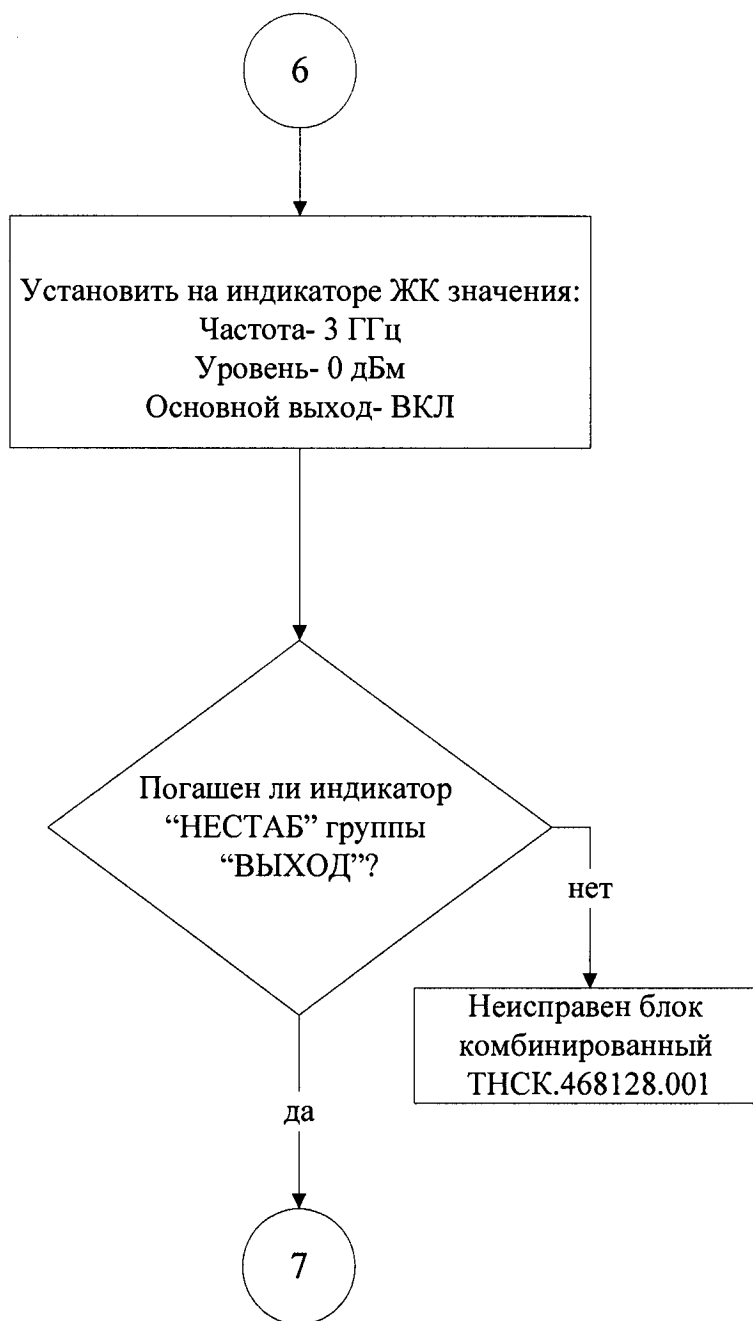 6
Установить на индикаторе ЖК значения:
Частота- 3 ГГц
Уровень- 0 дБм
Основной выход- ВКЛ
Погашен ли индикатор
“НЕСТАБ” группы
“ВЫХОД”?
нет
Неисправен блок
комбинированный
ТНСК.468128.001
да
7